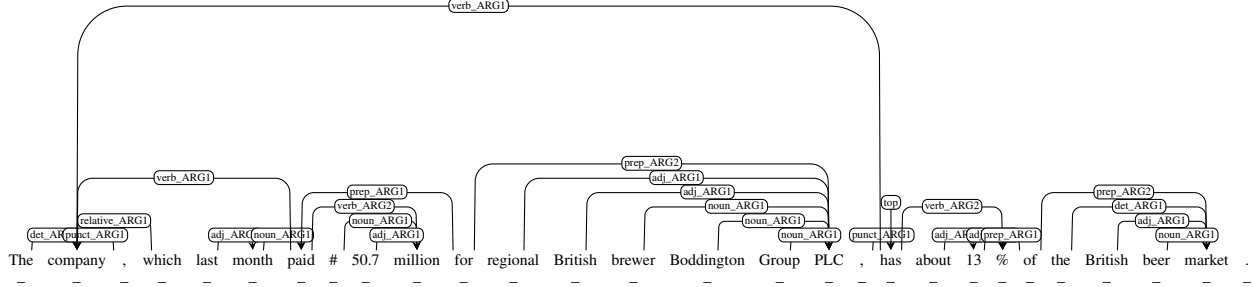 verb_ARG1
prep_ARG2
verb_ARG1 adj_ARG1
prep_ARG1 adj_ARG1 prep_ARG2
verb_ARG2 noun_ARG1 top verb_ARG2 det_ARG1
relative_ARG1 noun_ARG1 noun_ARG1 adj_ARG1
punct_ARG1 noun_ARG1 adj_ARG1 noun_ARG1 punct_ARG1 prep_ARG1 noun_ARG1
The company , which last month paid # 50.7 million for regional British brewer Boddington Group PLC , has about 13 % of the British beer market .
_ _ _ _ _ _ _ _ _ _ _ _ _ _ _ _ _ _ _ _ _ _ _ _ _ _ _ _